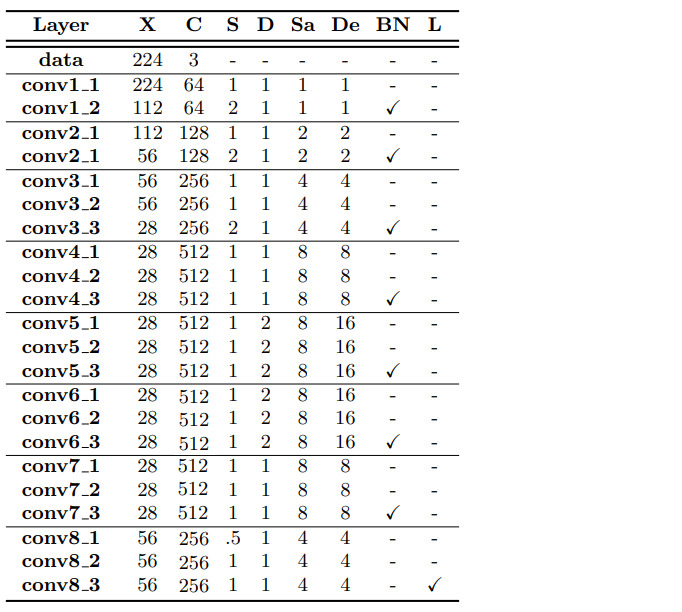 Layer X C S D Sa De BN L
data 224 3 - - - - - -
conv1_1 224 64 1 1 1 1 - -
conv1_2 112 64 2 1 1 1 ✓ -
conv2_1 112 128 1 1 2 2 - -
conv2_1 56 128 2 1 2 2 ✓ -
conv3_1 56 256 1 1 4 4 - -
conv3_2 56 256 1 1 4 4 - -
conv3_3 28 256 2 1 4 4 ✓ -
conv4_1 28 512 1 1 8 8 - -
conv4_2 28 512 1 1 8 8 - -
conv4_3 28 512 1 1 8 8 ✓ -
conv5_1 28 512 1 2 8 16 - -
conv5_2 28 512 1 2 8 16 - -
conv5_3 28 512 1 2 8 16 ✓ -
conv6_1 28 512 1 2 8 16 - -
conv6_2 28 512 1 2 8 16 - -
conv6_3 28 512 1 2 8 16 ✓ -
conv7_1 28 512 1 1 8 8 - -
conv7_2 28 512 1 1 8 8 - -
conv7_3 28 512 1 1 8 8 ✓ -
conv8_1 56 256 .5 1 4 4 - -
conv8_2 56 256 1 1 4 4 - -
conv8_3 56 256 1 1 4 4 - ✓